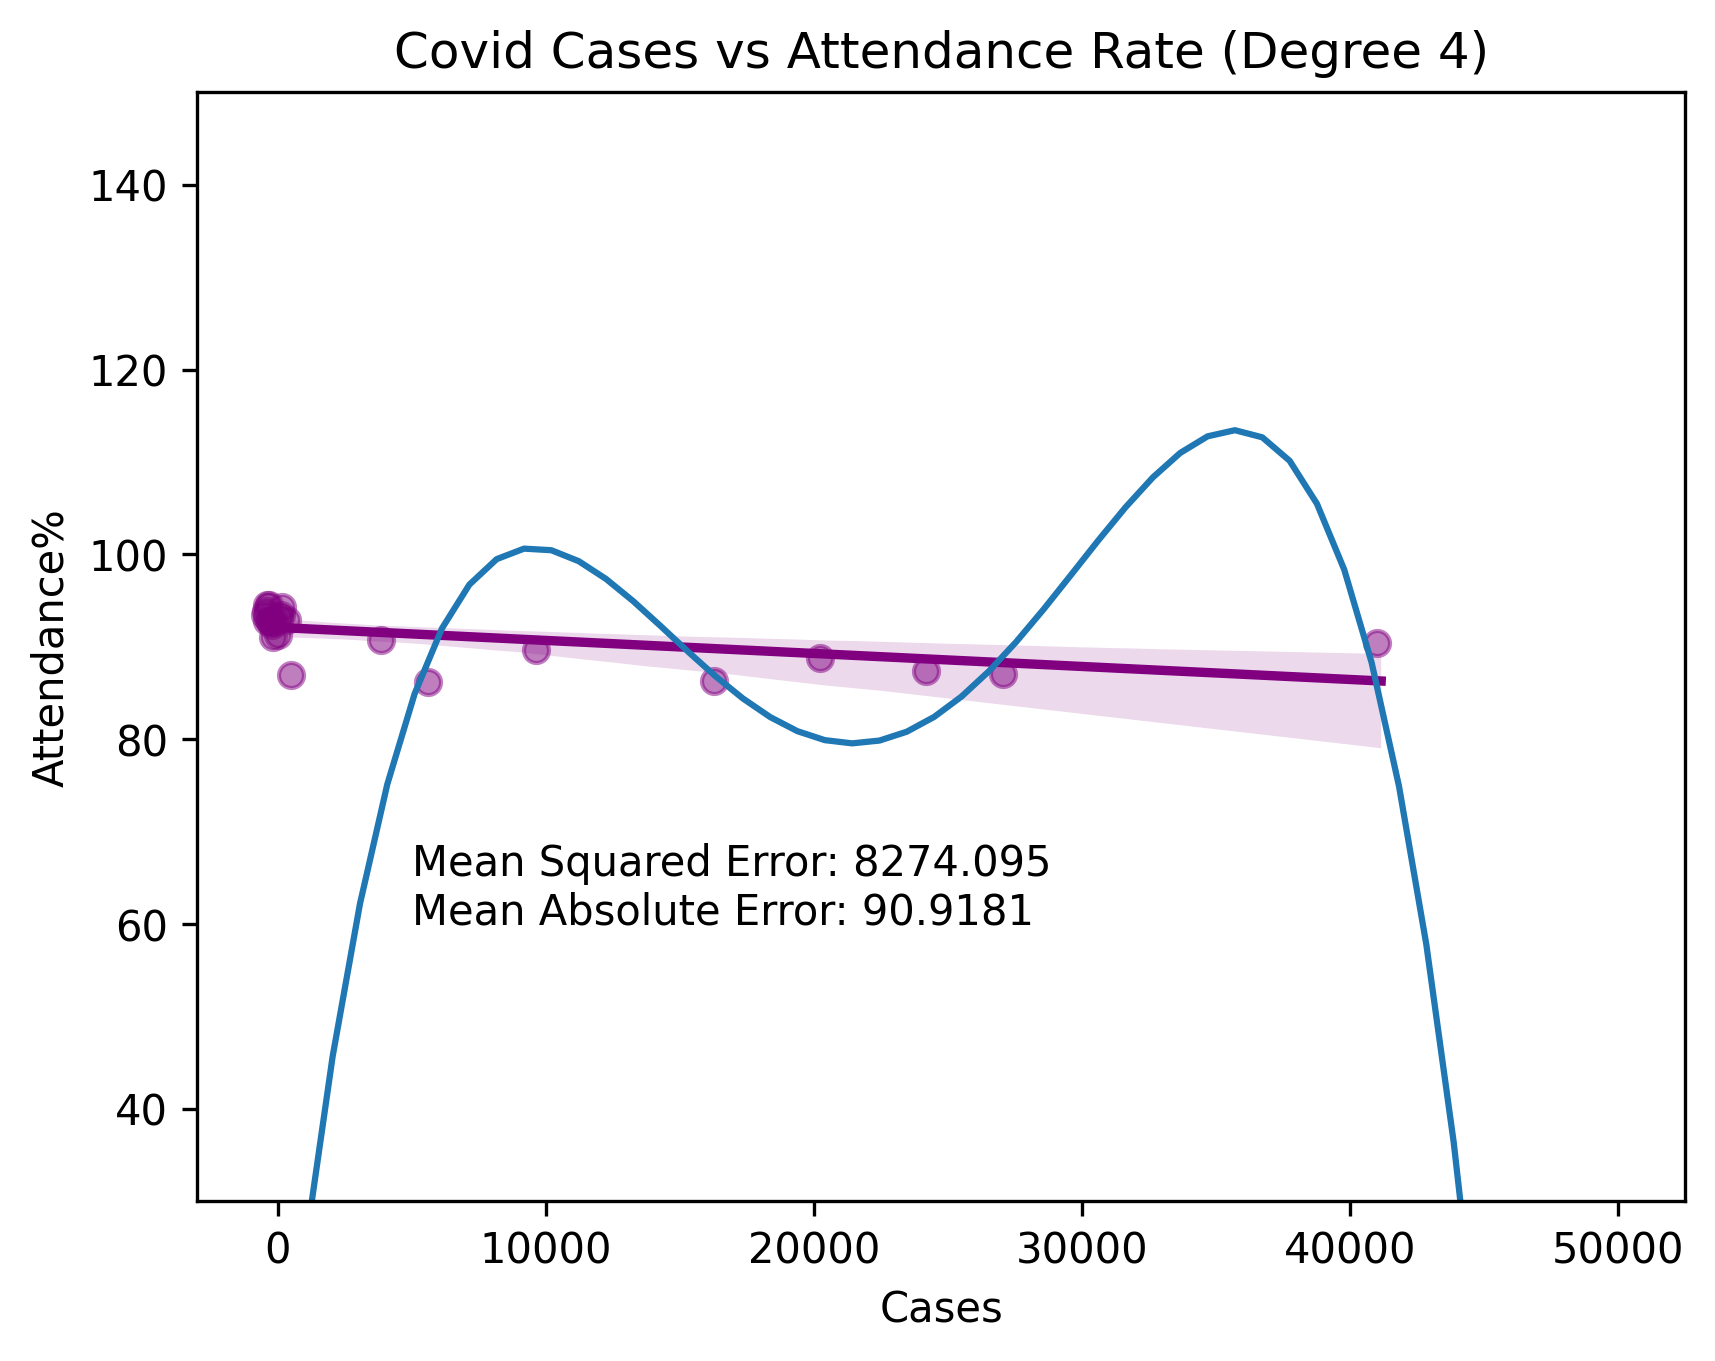 Covid Cases vs Attendance Rate (Degree 4)
140
120
100
80
60
40
Attendance%
Mean Squared Error: 8274.095
Mean Absolute Error: 90.9181
0 10000 20000 30000 40000 50000
Cases